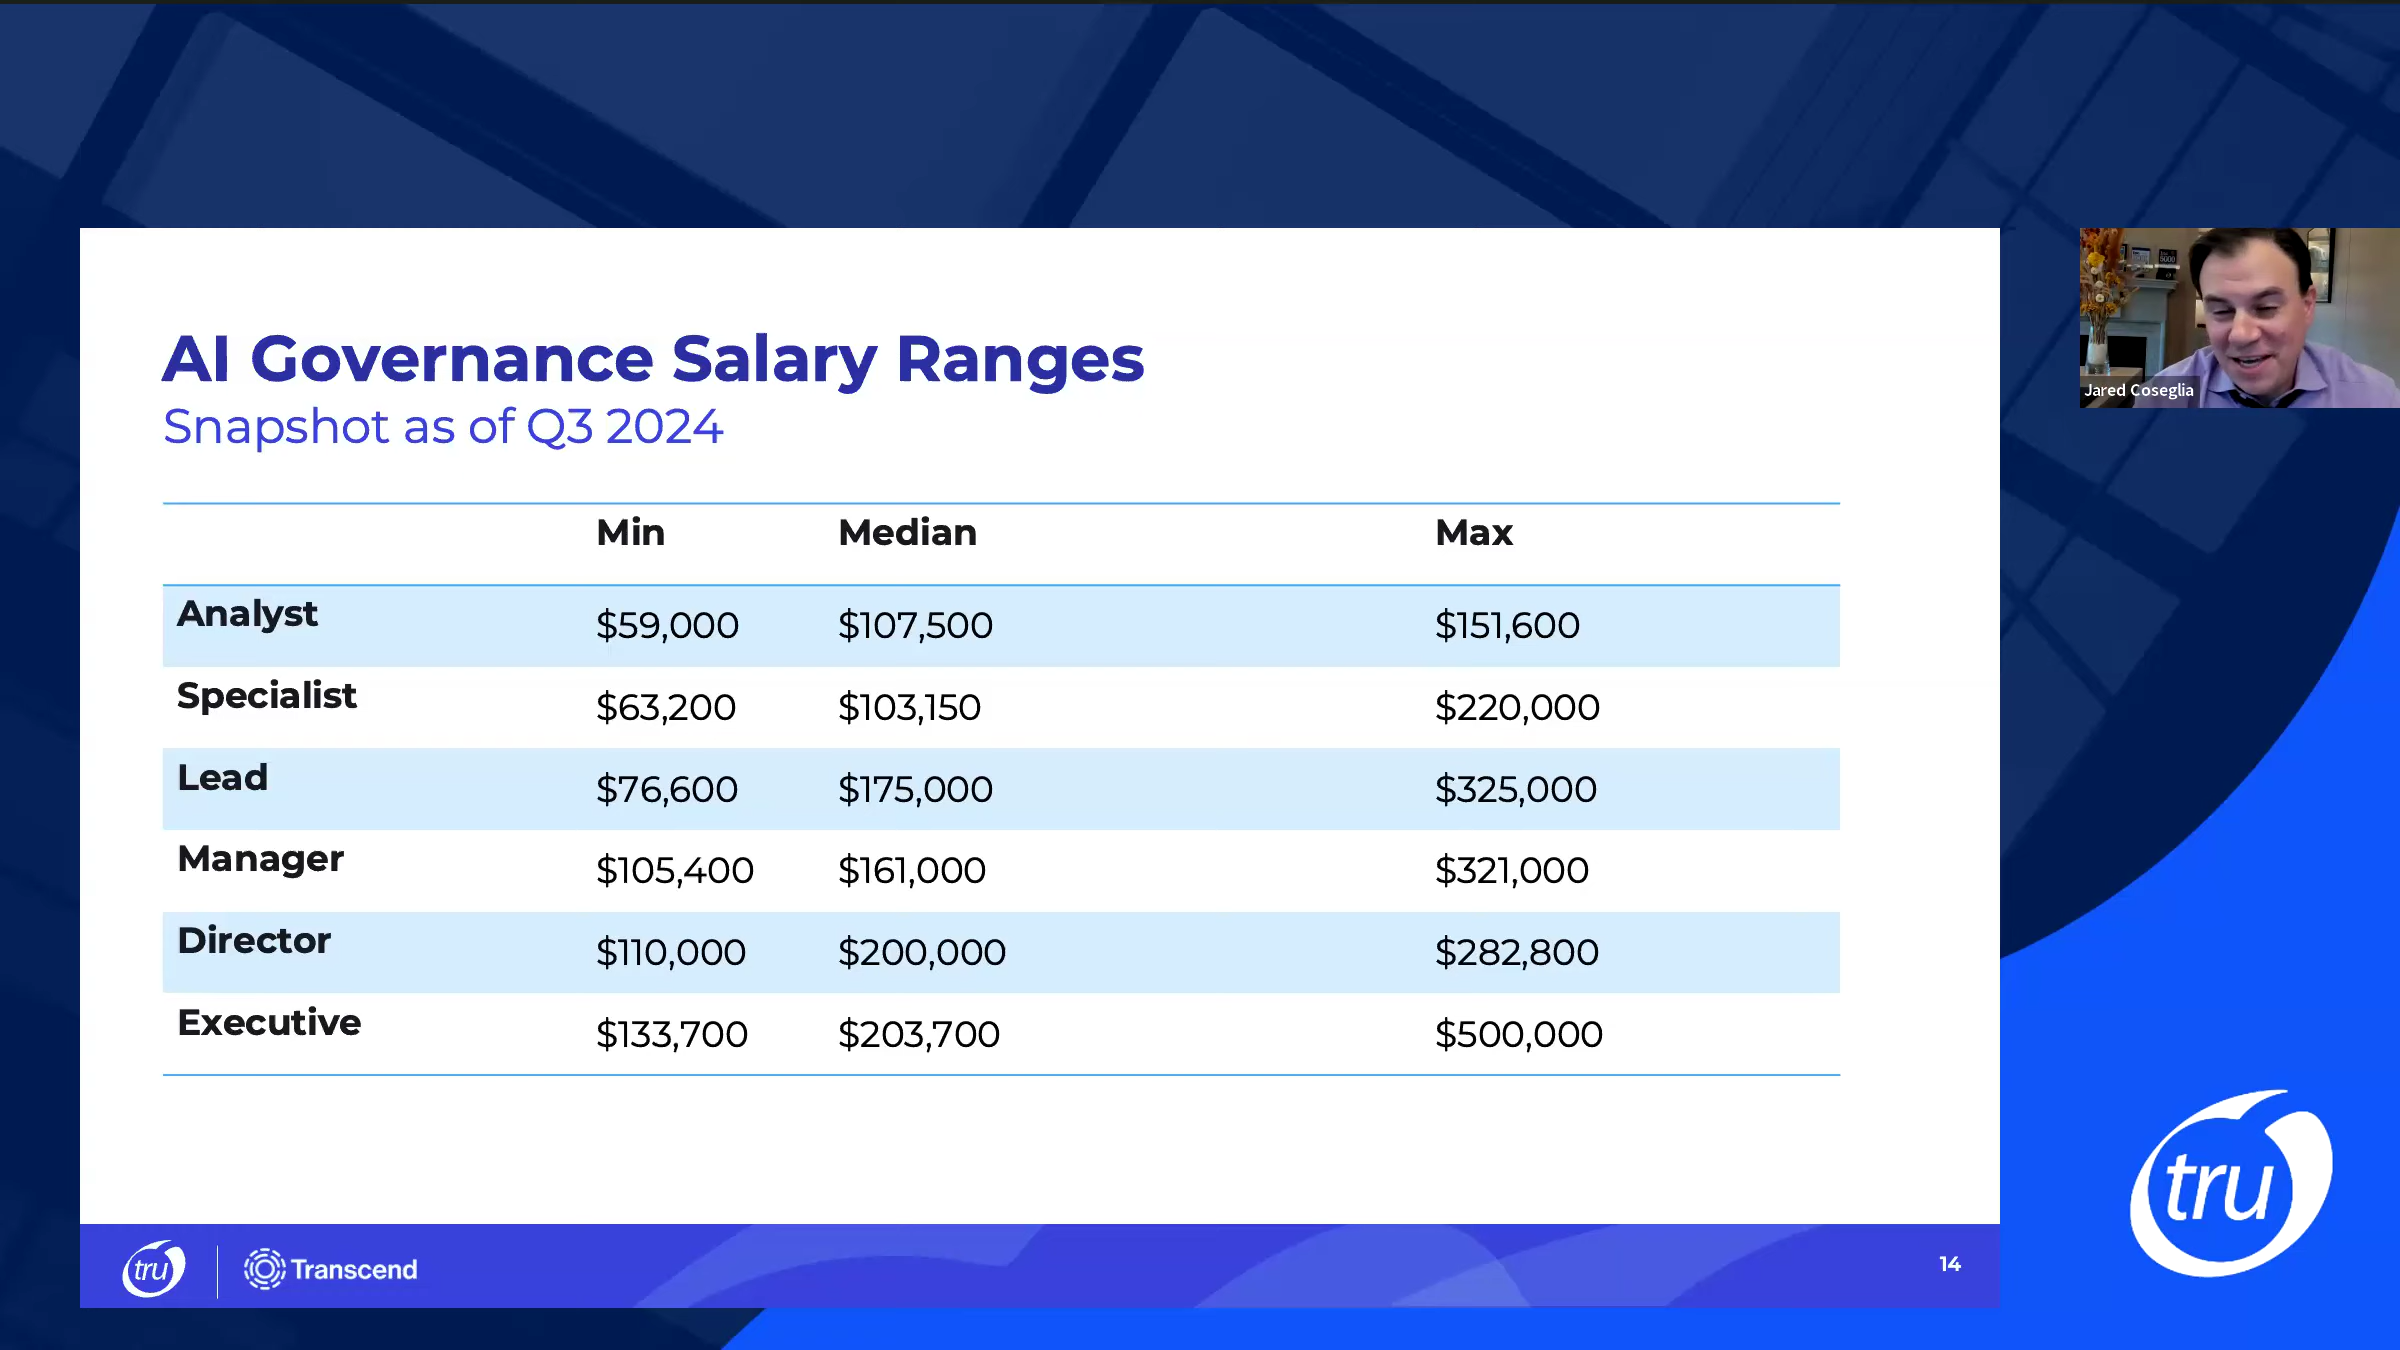 AI Governance Salary Ranges
Snapshot as of Q3 2024
Min Median Max
Analyst $59,000 $107,500 $151,600
Specialist $63,200 $103,150 $220,000
Lead $76,600 $175,000 $325,000
Manager $105,400 $161,000 $321,000
Director $110,000 $200,000 $282,800
Executive $133,700 $203,700 $500,000
tru Transcend 14
Jared Coseglia
tru